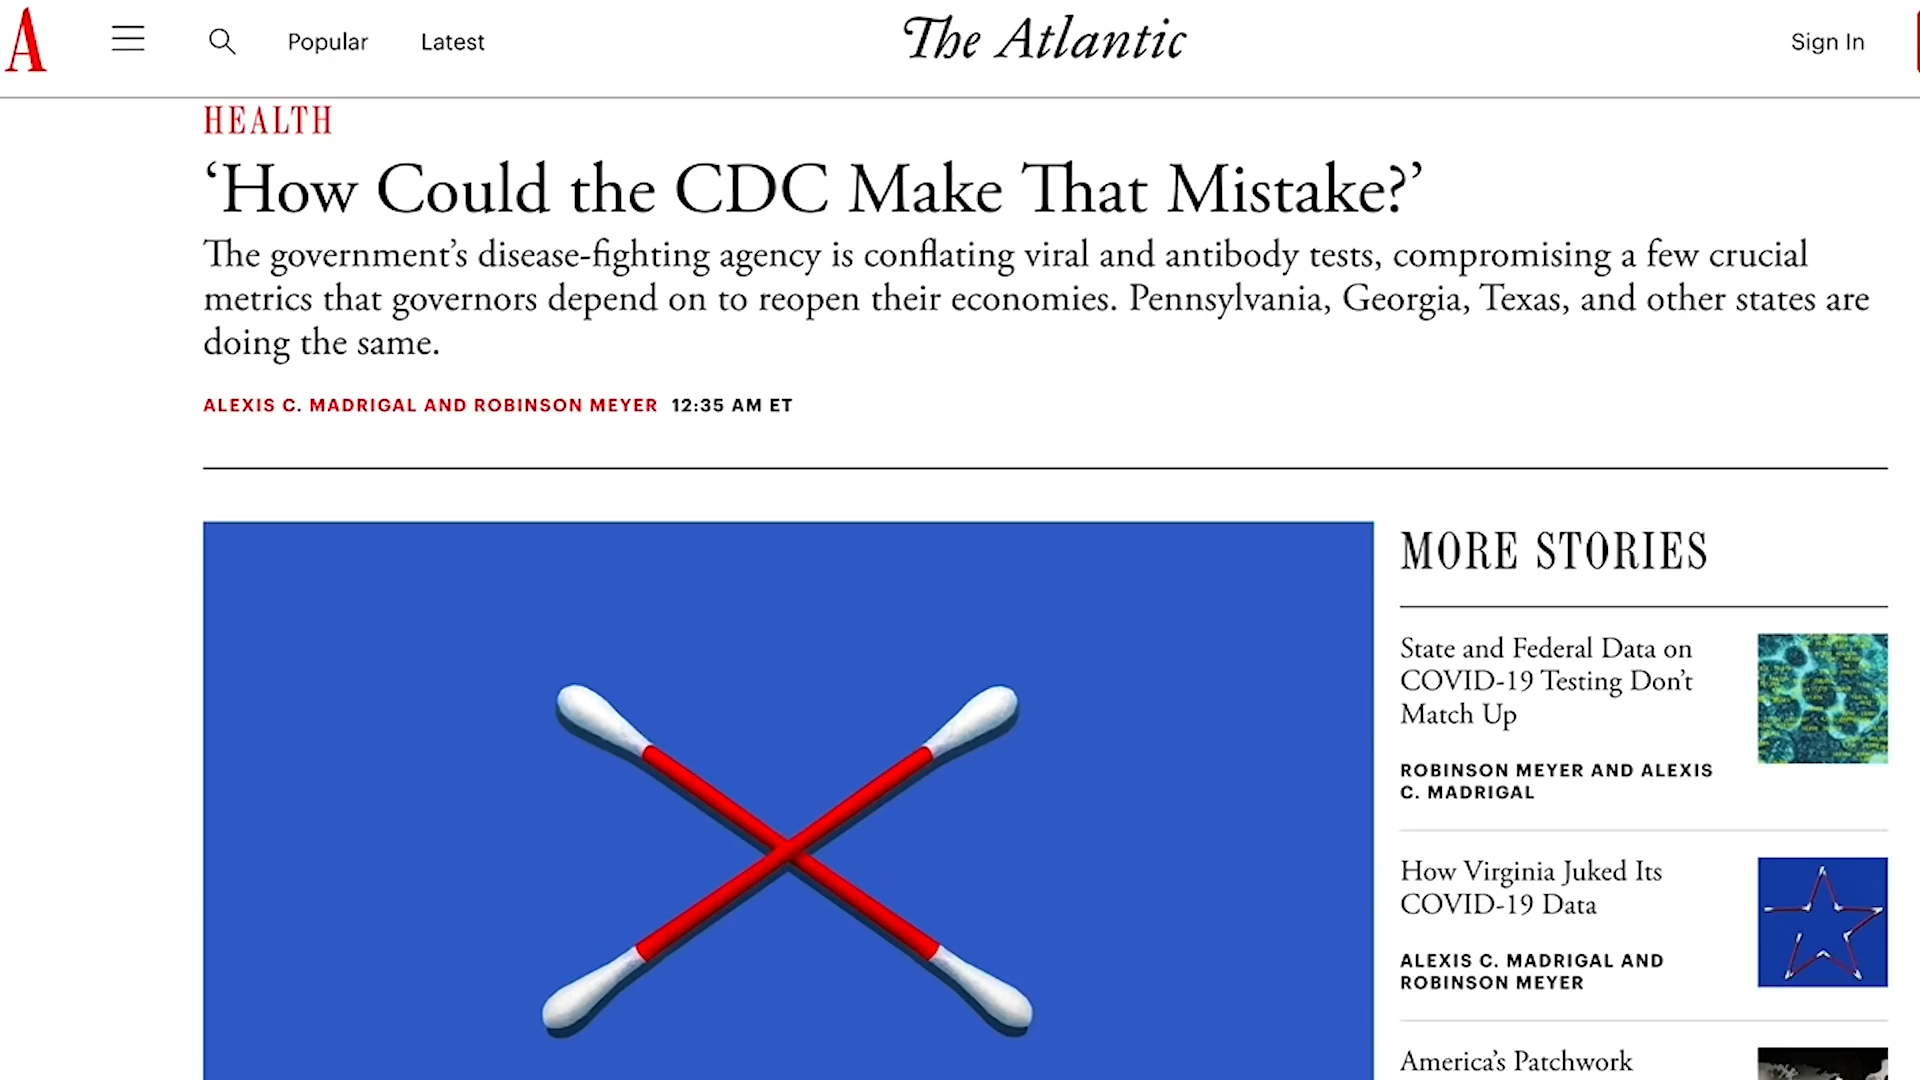 A
Popular
Latest
The Atlantic
Sign In
HEALTH
‘How Could the CDC Make That Mistake?’
The government’s disease-fighting agency is conflating viral and antibody tests, compromising a few crucial
metrics that governors depend on to reopen their economies. Pennsylvania, Georgia, Texas, and other states are
doing the same.
ALEXIS C. MADRIGAL AND ROBINSON MEYER 12:35 AM ET
MORE STORIES
State and Federal Data on
COVID-19 Testing Don’t
Match Up
ROBINSON MEYER AND ALEXIS
C. MADRIGAL
How Virginia Juked Its
COVID-19 Data
ALEXIS C. MADRIGAL AND
ROBINSON MEYER
America’s Patchwork